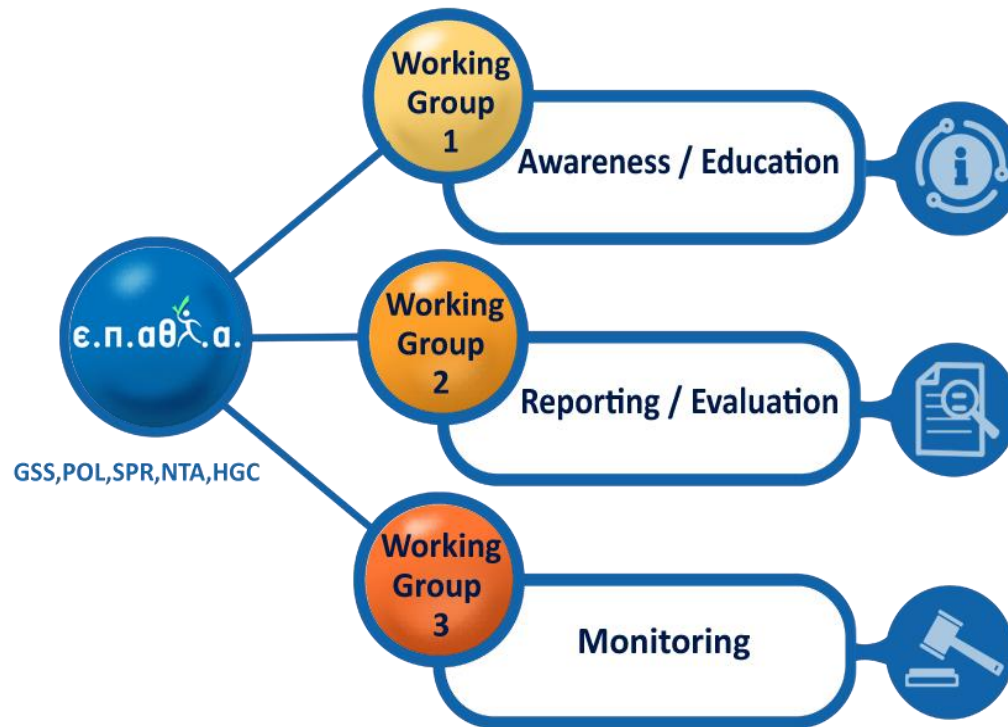 Working
Group
1
Awareness / Education
ε.π.αθλ.α.
GSS,POL,SPR,NTA,HGC
Working
Group
2
Reporting / Evaluation
Working
Group
3
Monitoring